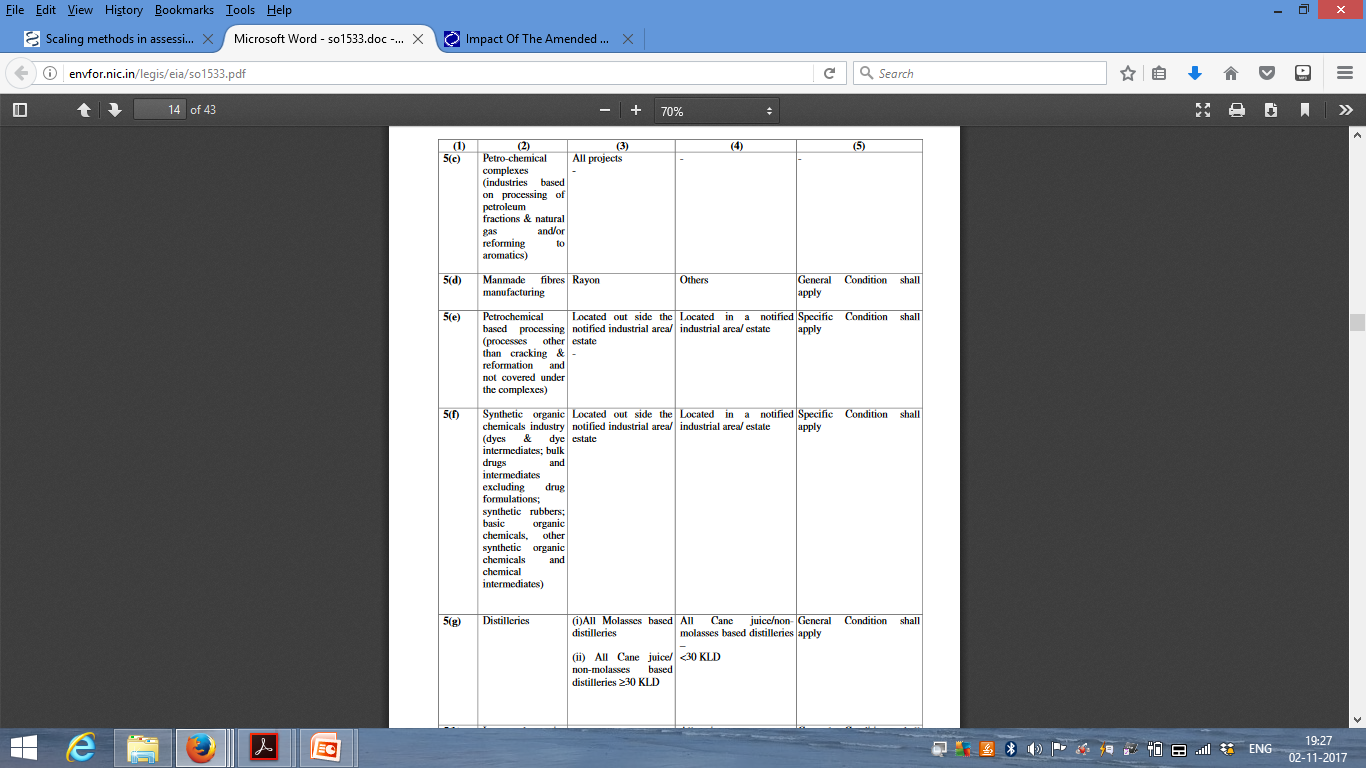 File Edit View History Bookmarks Tools Help
Scaling methods in assessi...
Microsoft Word - so1533.doc -...
Impact Of The Amended ...
envfor.nic.in/legis/eia/so1533.pdf
Search
14 of 43
70%
(1) (2) (3) (4) (5)
5(c) Petro-chemical All projects - -
complexes -
(industries based
on processing of
petroleum
fractions & natural
gas and/or
reforming to
aromatics)
5(d) Manmade fibres Rayon Others General Condition shall
manufacturing apply
5(e) Petrochemical Located out side the Located in a notified Specific Condition shall
based processing notified industrial area/ industrial area/ estate apply
(processes other estate
than cracking & -
reformation and
not covered under
the complexes)
5(f) Synthetic organic Located out side the Located in a notified Specific Condition shall
chemicals industry notified industrial area/ industrial area/ estate apply
(dyes & dye estate
intermediates; bulk
drugs and
intermediates
excluding drug
formulations;
synthetic rubbers;
basic organic
chemicals, other
synthetic organic
chemicals and
chemical
intermediates)
5(g) Distilleries (i)All Molasses based All Cane juice/non- General Condition shall
distilleries molasses based distilleries apply
–
(ii) All Cane juice/ <30 KLD
non-molasses based
distilleries ≥30 KLD
ENG
19:27
02-11-2017